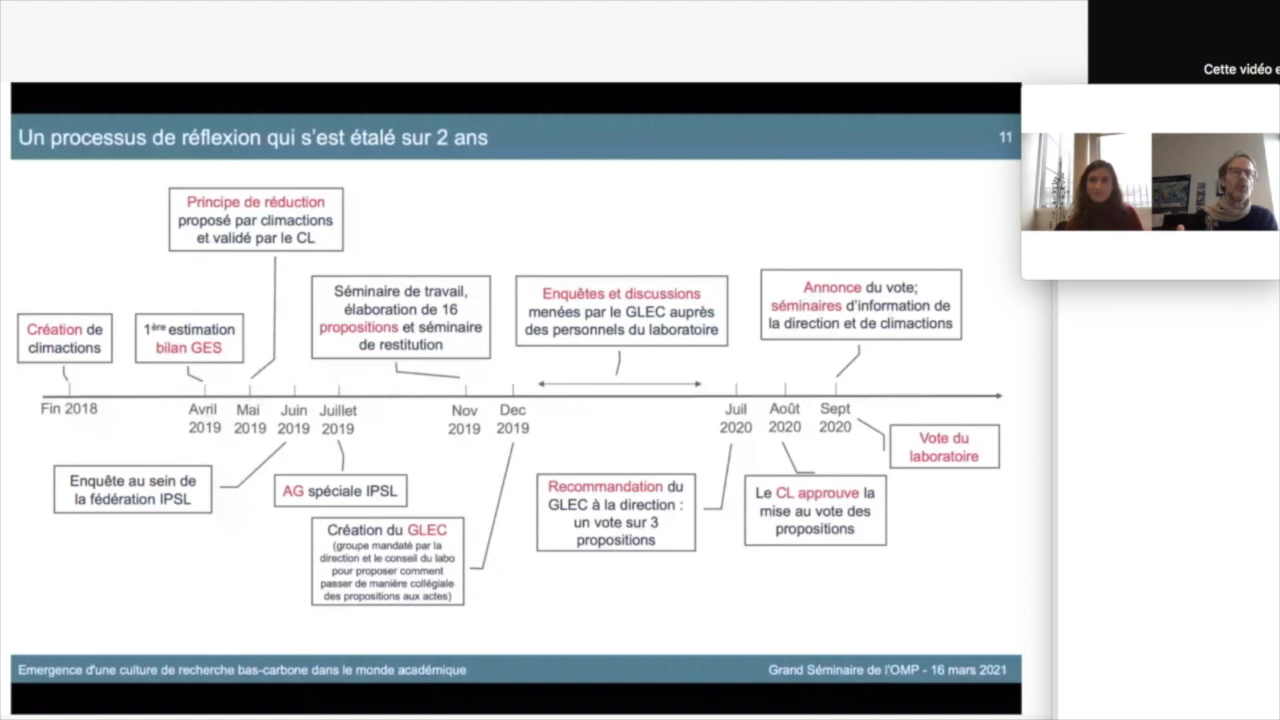 Cette vidéo e
Un processus de réflexion qui s'est étalé sur 2 ans
11
Principe de réduction
proposé par climactions
et validé par le CL
Création de
climactions
1ère estimation
bilan GES
Séminaire de travail,
élaboration de 16
propositions et séminaire
de restitution
Enquêtes et discussions
menées par le GLEC auprès
des personnels du laboratoire
Annonce du vote;
séminaires d'information de
la direction et de climactions
Fin 2018
Avril
2019
Mai
2019
Juin
2019
Juillet
2019
Nov
2019
Dec
2019
Juil
2020
Août
2020
Sept
2020
Vote du
laboratoire
Enquête au sein de
la fédération IPSL
AG spéciale IPSL
Création du GLEC
(groupe mandaté par la
direction et le conseil du labo
pour proposer comment
passer de manière collégiale
des propositions aux actes)
Recommandation du
GLEC à la direction :
un vote sur 3
propositions
Le CL approuve la
mise au vote des
propositions
Emergence d'une culture de recherche bas-carbone dans le monde académique
Grand Séminaire de l'OMP - 16 mars 2021